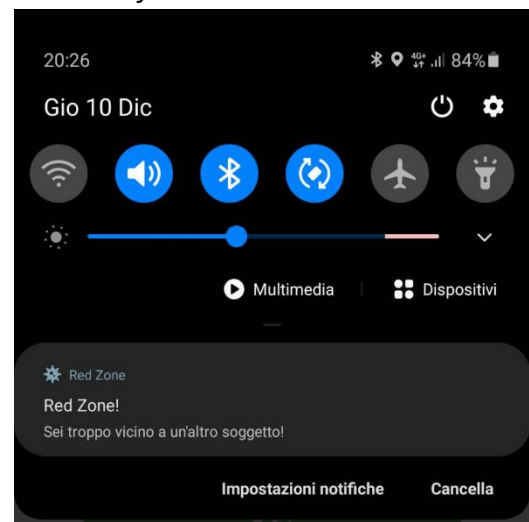 20:26 4G+ 84%
Gio 10 Dic
Multimedia Dispositivi
Red Zone
Red Zone!
Sei troppo vicino a un'altro soggetto!
Impostazioni notifiche Cancella